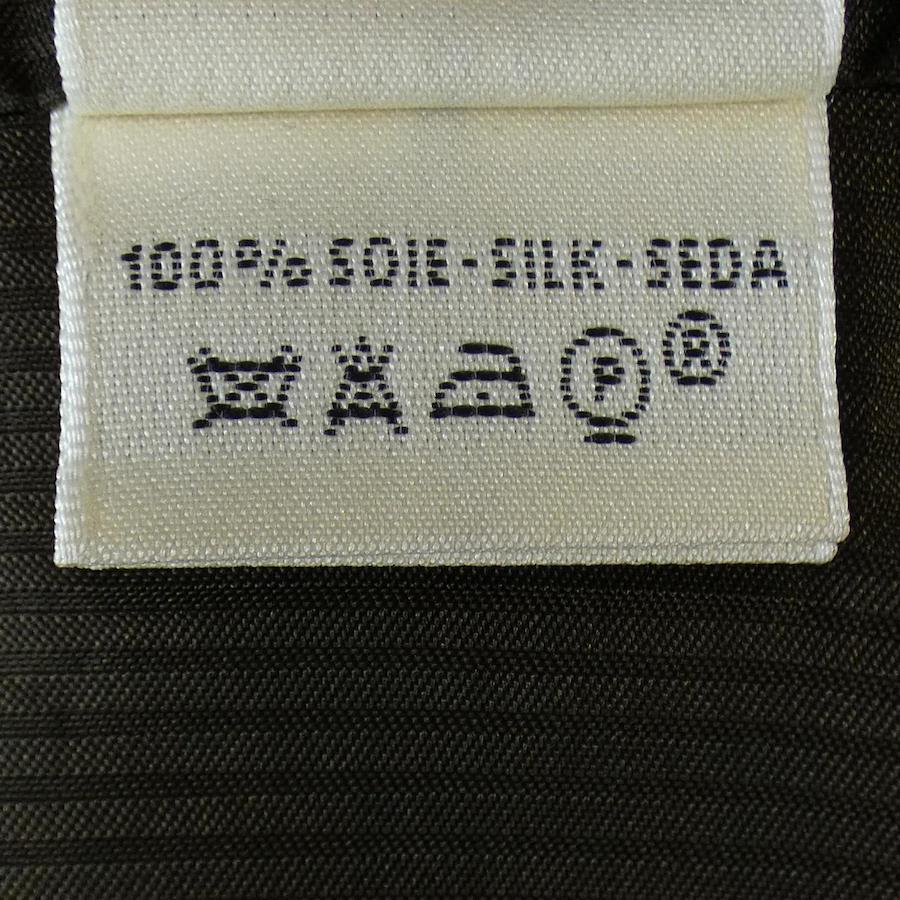 100% SOIE - SILK - SEDA
P ®